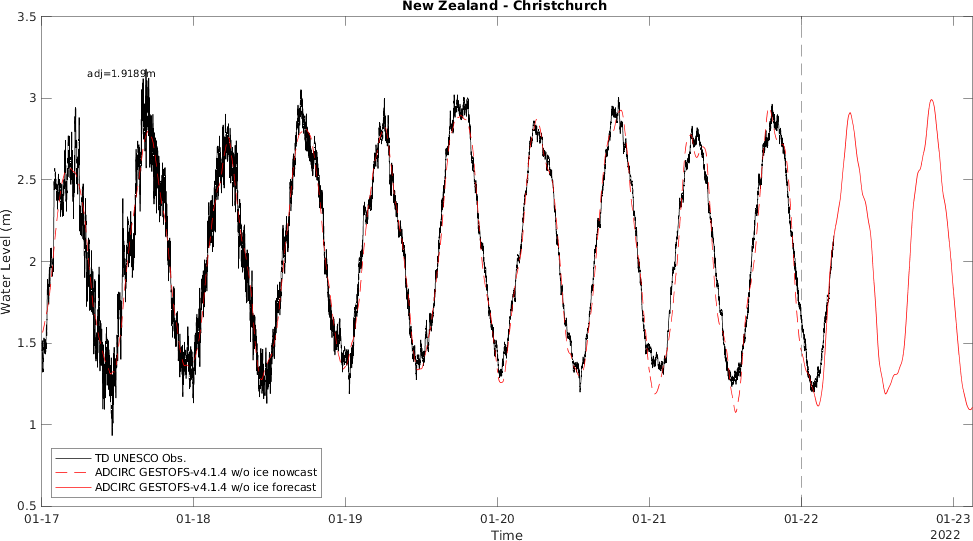 New Zealand - Christchurch
3.5
adj=1.9189m
3
2.5
2
1.5
1
0.5
Water Level (m)
TD UNESCO Obs.
ADCIRC GESTOFS-v4.1.4 w/o ice nowcast
ADCIRC GESTOFS-v4.1.4 w/o ice forecast
01-17 01-18 01-19 01-20 01-21 01-22 01-23
Time
2022